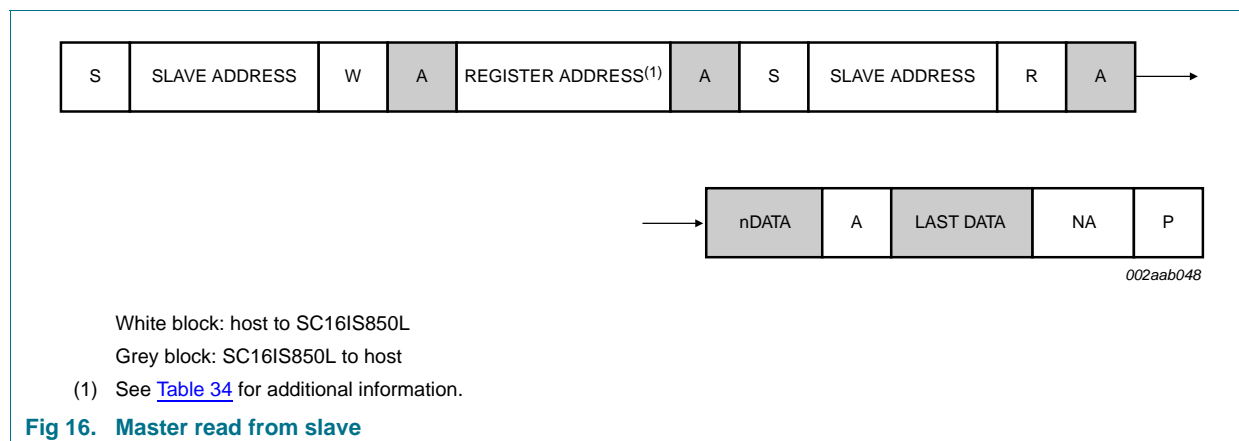 S SLAVE ADDRESS W A REGISTER ADDRESS(1) A S SLAVE ADDRESS R A
nDATA A LAST DATA NA P
002aab048
White block: host to SC16IS850L
Grey block: SC16IS850L to host
(1) See Table 34 for additional information.
Fig 16. Master read from slave